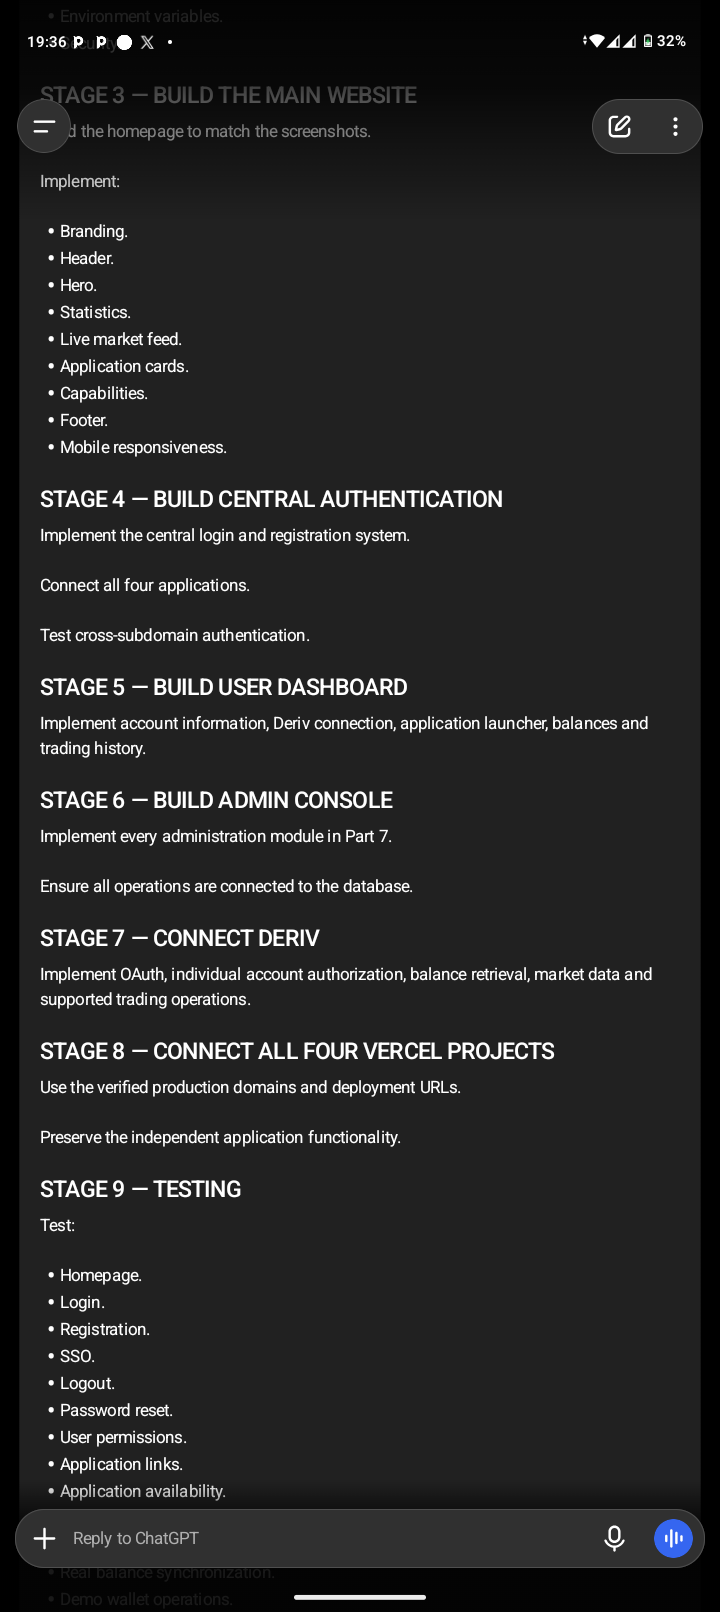 • Environment variables.
19:36
32%
STAGE 3 — BUILD THE MAIN WEBSITE
the homepage to match the screenshots.
Implement:
• Branding.
• Header.
• Hero.
• Statistics.
• Live market feed.
• Application cards.
• Capabilities.
• Footer.
• Mobile responsiveness.
STAGE 4 — BUILD CENTRAL AUTHENTICATION
Implement the central login and registration system.
Connect all four applications.
Test cross-subdomain authentication.
STAGE 5 — BUILD USER DASHBOARD
Implement account information, Deriv connection, application launcher, balances and
trading history.
STAGE 6 — BUILD ADMIN CONSOLE
Implement every administration module in Part 7.
Ensure all operations are connected to the database.
STAGE 7 — CONNECT DERIV
Implement OAuth, individual account authorization, balance retrieval, market data and
supported trading operations.
STAGE 8 — CONNECT ALL FOUR VERCEL PROJECTS
Use the verified production domains and deployment URLs.
Preserve the independent application functionality.
STAGE 9 — TESTING
Test:
• Homepage.
• Login.
• Registration.
• SSO.
• Logout.
• Password reset.
• User permissions.
• Application links.
• Application availability.
Reply to ChatGPT
• Real balance synchronization.
• Demo wallet operations.